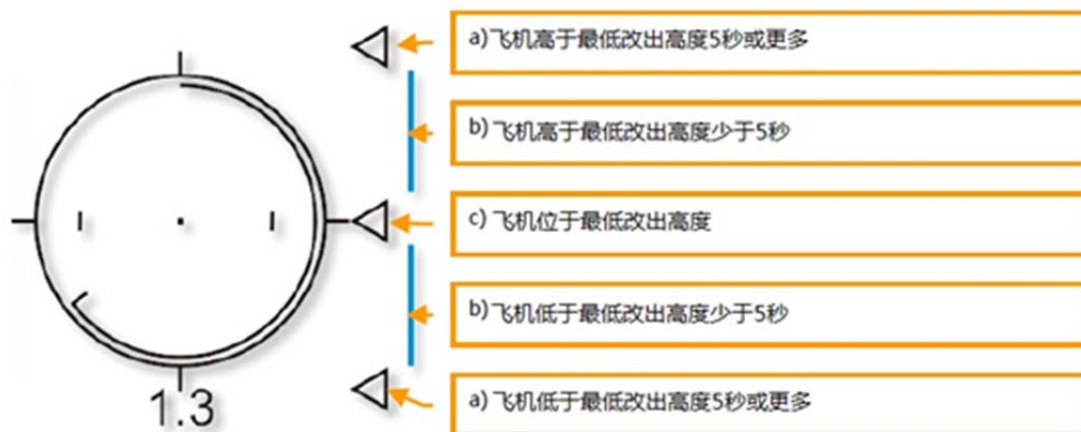 a)飞机高于最低改出高度5秒或更多
b)飞机高于最低改出高度少于5秒
c)飞机位于最低改出高度
b)飞机低于最低改出高度少于5秒
a)飞机低于最低改出高度5秒或更多
1.3